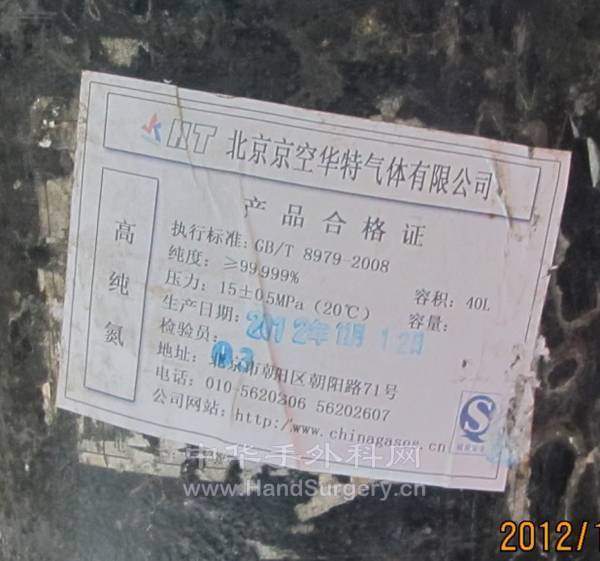 HT 北京京空华特气体有限公司
产品合格证
高纯氮
执行标准: GB/T 8979-2008
纯度: ≥99.999% 容积: 40L
压力: 15±0.5MPa (20℃) 容量:
生产日期: 2012年11月12日
检验员: 03
地址: 北京市朝阳区朝阳路71号
电话: 010-5620306 56202607
公司网站: http://www.chinagases.cn
中华手外科网
www.HandSurgery.cn
2012/1